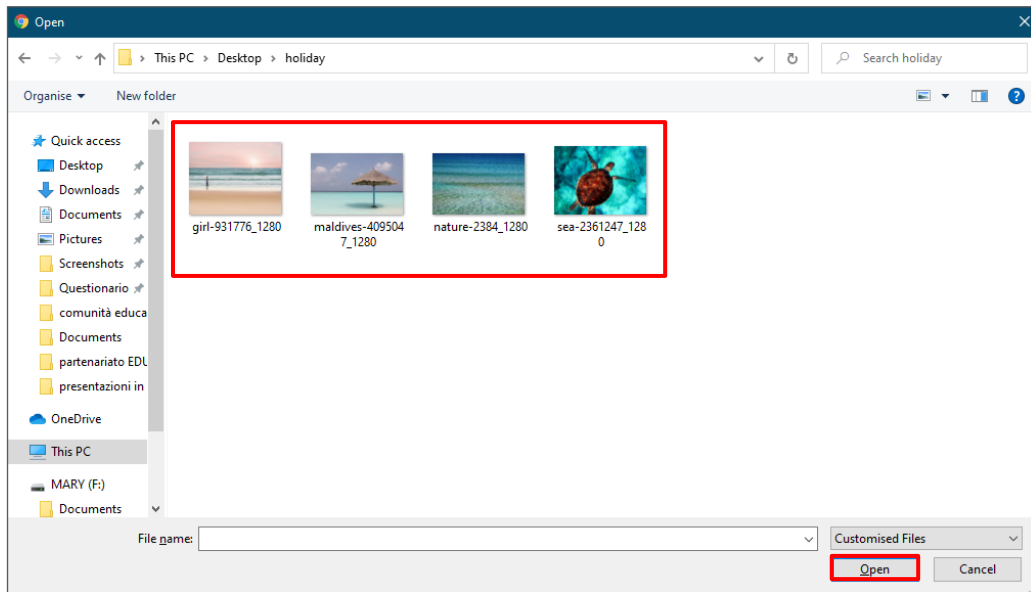 Open
This PC > Desktop > holiday
Search holiday
Organise
New folder
Quick access
Desktop
Downloads
Documents
Pictures
Screenshots
Questionario
comunità educa
Documents
partenariato EDU
presentazioni in
OneDrive
This PC
MARY (F:)
Documents
girl-931776_1280
maldives-409504
7_1280
nature-2384_1280
sea-2361247_128
0
File name:
Customised Files
Open
Cancel